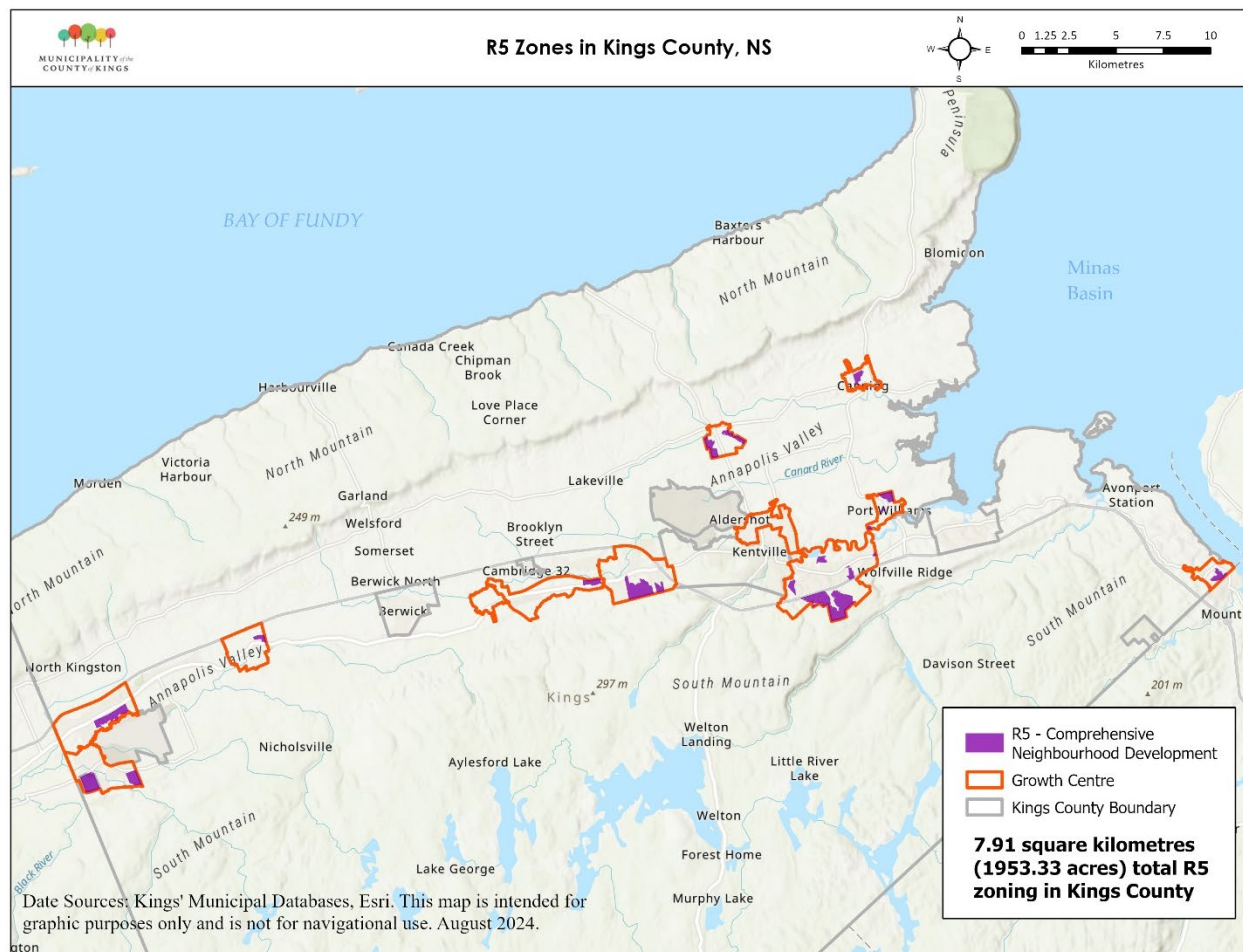 MUNICIPALITY of the
COUNTY of KINGS
R5 Zones in Kings County, NS
N
W
E
S
0 1.25 2.5 5 7.5 10
Kilometres
Peninsula
BAY OF FUNDY
Baxters
Harbour
Blomidon
Minas
Basin
North Mountain
Canada Creek
Chipman
Brook
Harbourville
Canning
Love Place
Corner
North Mountain
Annapolis Valley
Victoria
Harbour
Canard River
Morden
Lakeville
Avonport
Station
Garland
249 m
Welsford
Aldershot
Port Williams
Brooklyn
Street
Somerset
Kentville
North Mountain
Cambridge 32
Wolfville Ridge
Berwick North
Berwick
South Mountain
Mount
Annapolis Valley
North Kingston
Davison Street
South Mountain
Kings
297 m
201 m
Welton
Landing
Nicholsville
Aylesford Lake
Little River
Lake
Welton
South Mountain
Forest Home
Black River
Lake George
Murphy Lake
R5 - Comprehensive
Neighbourhood Development
Growth Centre
Kings County Boundary
7.91 square kilometres
(1953.33 acres) total R5
zoning in Kings County
Date Sources: Kings' Municipal Databases, Esri. This map is intended for
graphic purposes only and is not for navigational use. August 2024.
gton